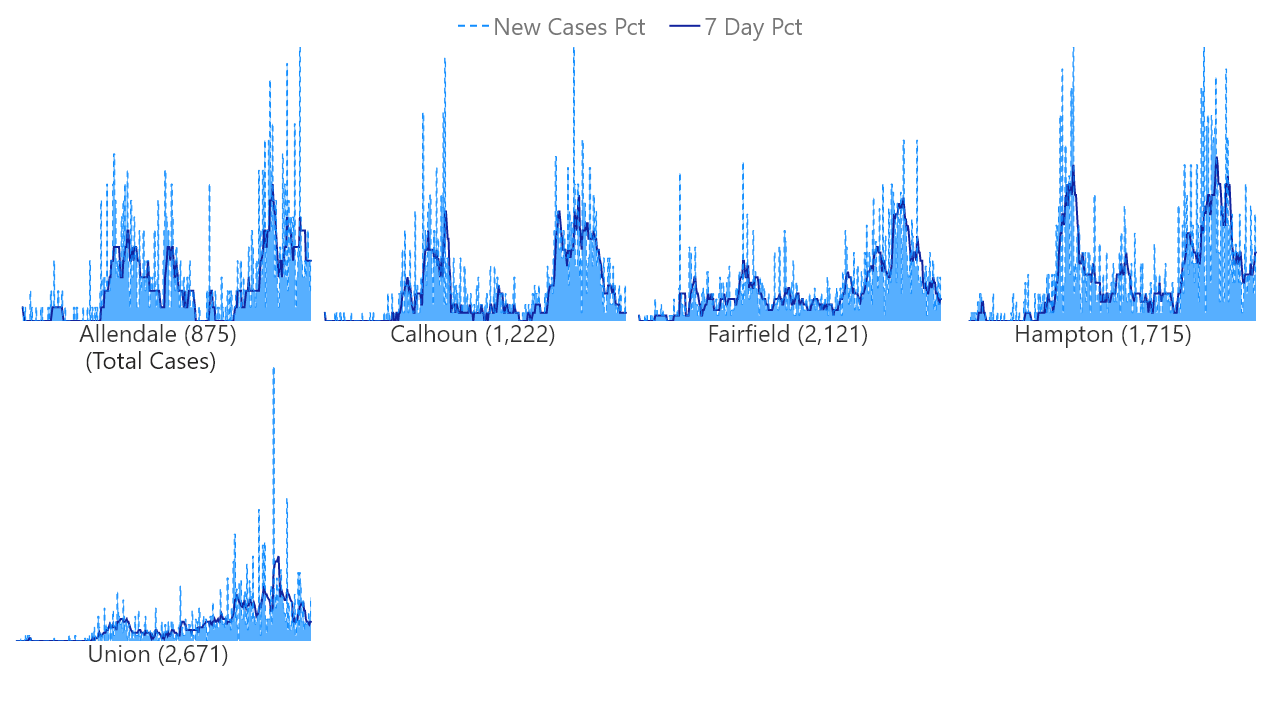 New Cases Pct 7 Day Pct
Allendale (875) Calhoun (1,222) Fairfield (2,121) Hampton (1,715)
(Total Cases)
Union (2,671)